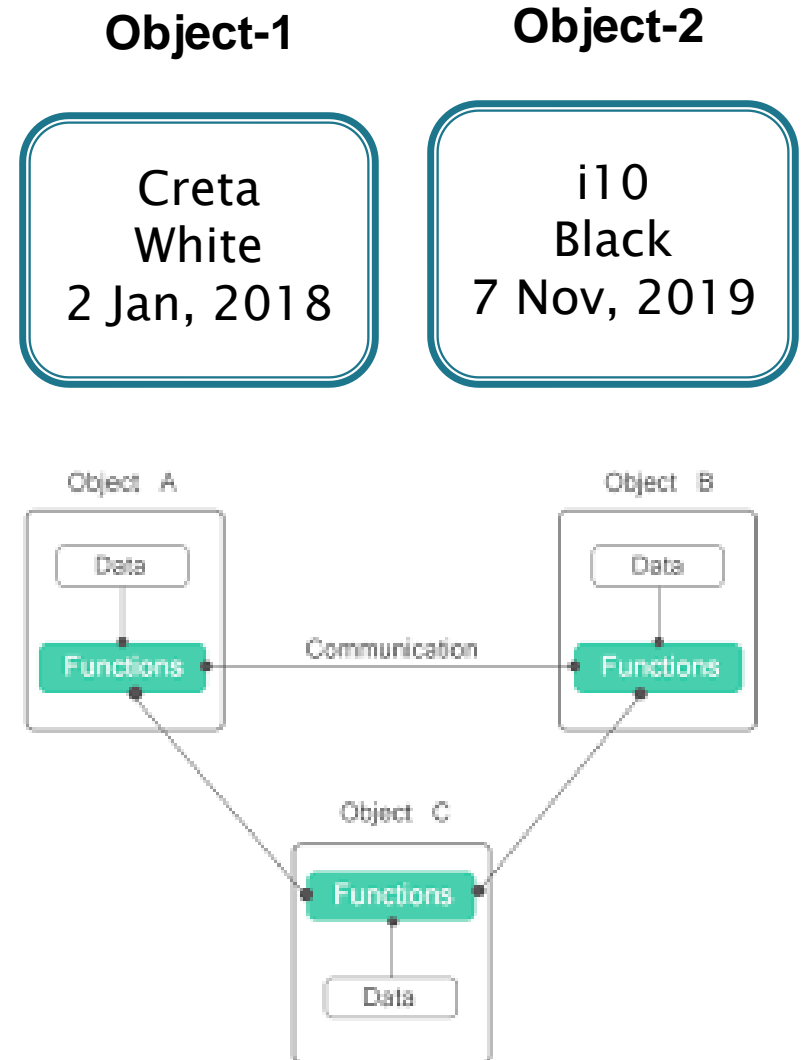 Object-1
Object-2
Creta
White
2 Jan, 2018
i10
Black
7 Nov, 2019
Object A
Object B
Data
Data
Functions
Communication
Functions
Object C
Functions
Data